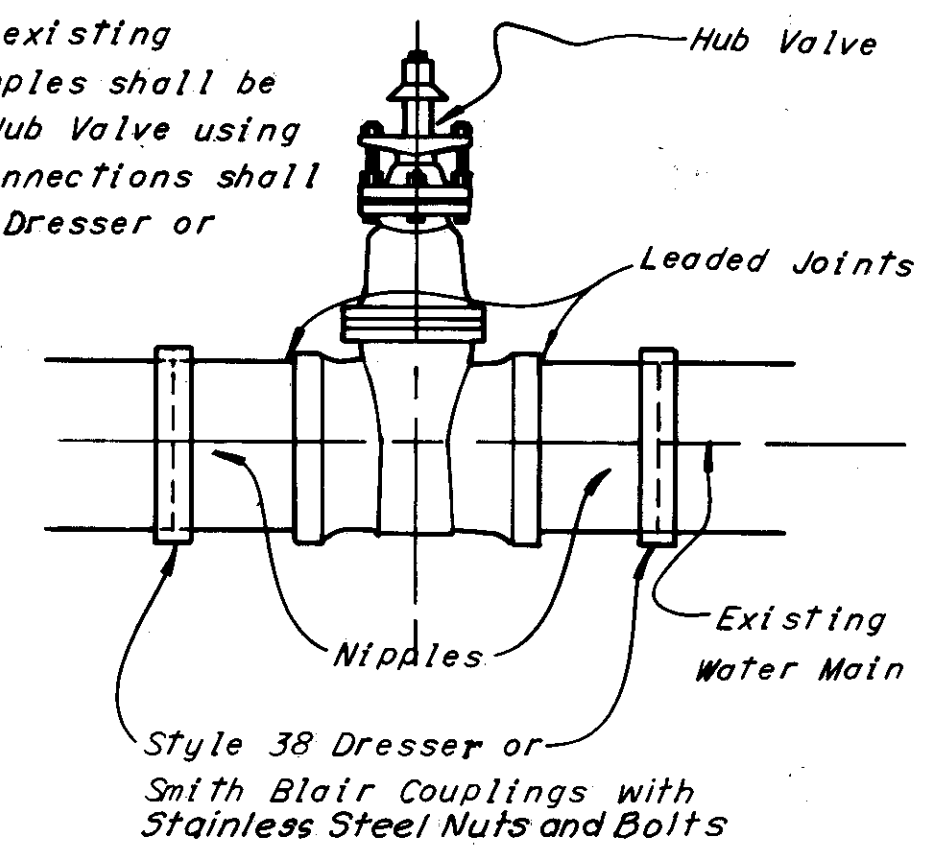 existing
ples shall be
Hub Valve using
nnections shall
Dresser or
Hub Valve
Leaded Joints
Nipples
Existing
Water Main
Style 38 Dresser or
Smith Blair Couplings with
Stainless Steel Nuts and Bolts